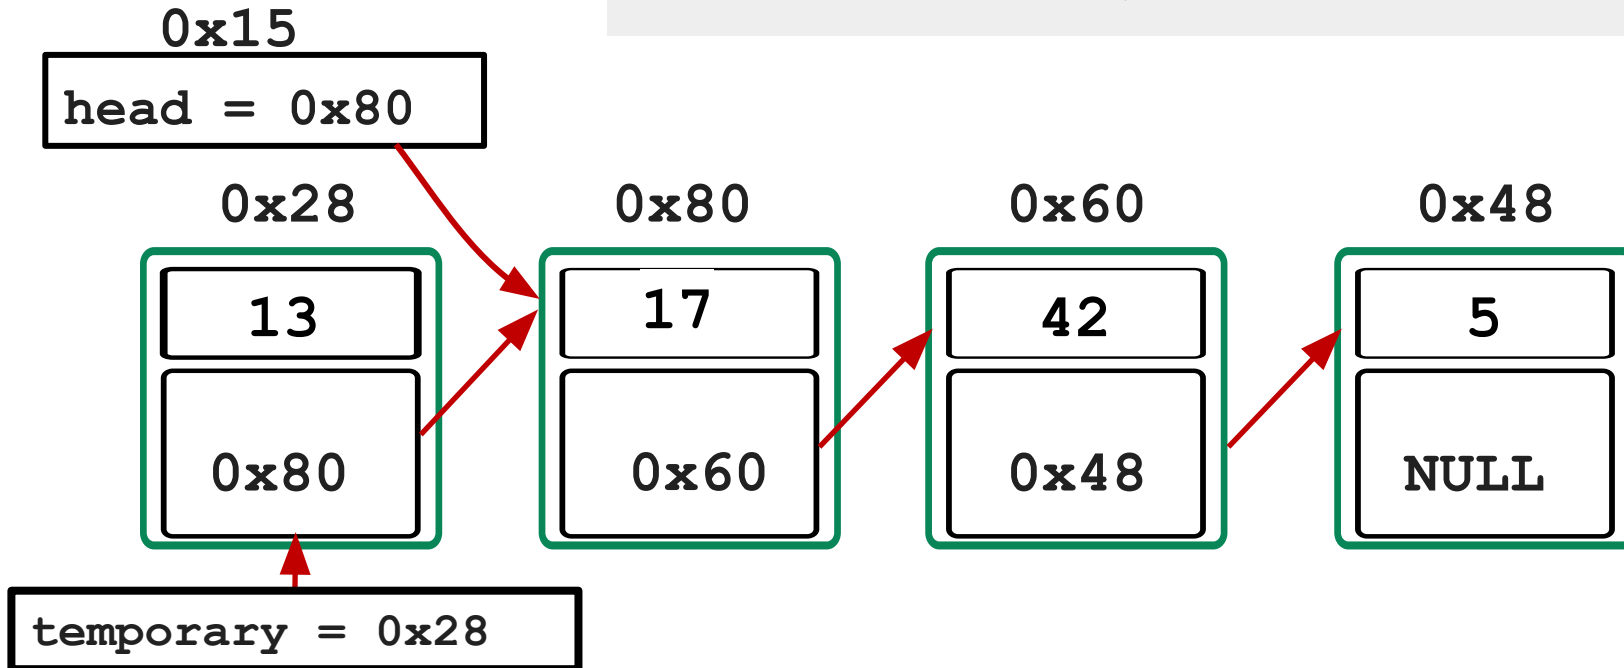 0x15
head = 0x80
0x28 0x80 0x60 0x48
13 17 42 5
0x80 0x60 0x48 NULL
temporary = 0x28